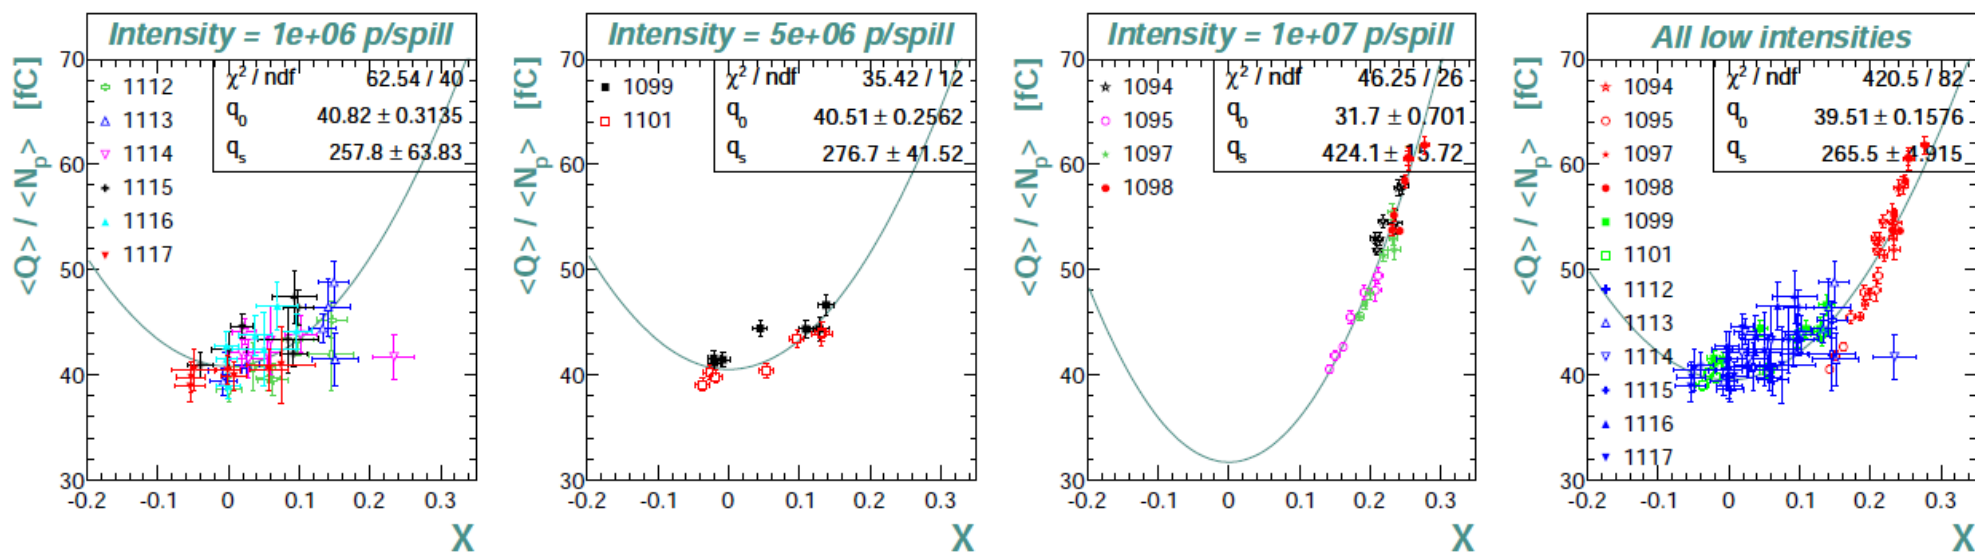 Intensity = 1e+06 p/spill
<Q> / <Nₚ> [fC]
70
60
50
40
30
1112
1113
1114
1115
1116
1117
χ² / ndf 62.54 / 40
q₀ 40.82 ± 0.3135
qₛ 257.8 ± 63.83
-0.2 -0.1 0 0.1 0.2 0.3
X
Intensity = 5e+06 p/spill
<Q> / <Nₚ> [fC]
70
60
50
40
30
1099
1101
χ² / ndf 35.42 / 12
q₀ 40.51 ± 0.2562
qₛ 276.7 ± 41.52
-0.2 -0.1 0 0.1 0.2 0.3
X
Intensity = 1e+07 p/spill
<Q> / <Nₚ> [fC]
70
60
50
40
30
1094
1095
1097
1098
χ² / ndf 46.25 / 26
q₀ 31.7 ± 0.701
qₛ 424.1 ± 15.72
-0.2 -0.1 0 0.1 0.2 0.3
X
All low intensities
<Q> / <Nₚ> [fC]
70
60
50
40
30
1094
1095
1097
1098
1099
1101
1112
1113
1114
1115
1116
1117
χ² / ndf 420.5 / 82
q₀ 39.51 ± 0.1576
qₛ 265.5 ± 4.915
-0.2 -0.1 0 0.1 0.2 0.3
X